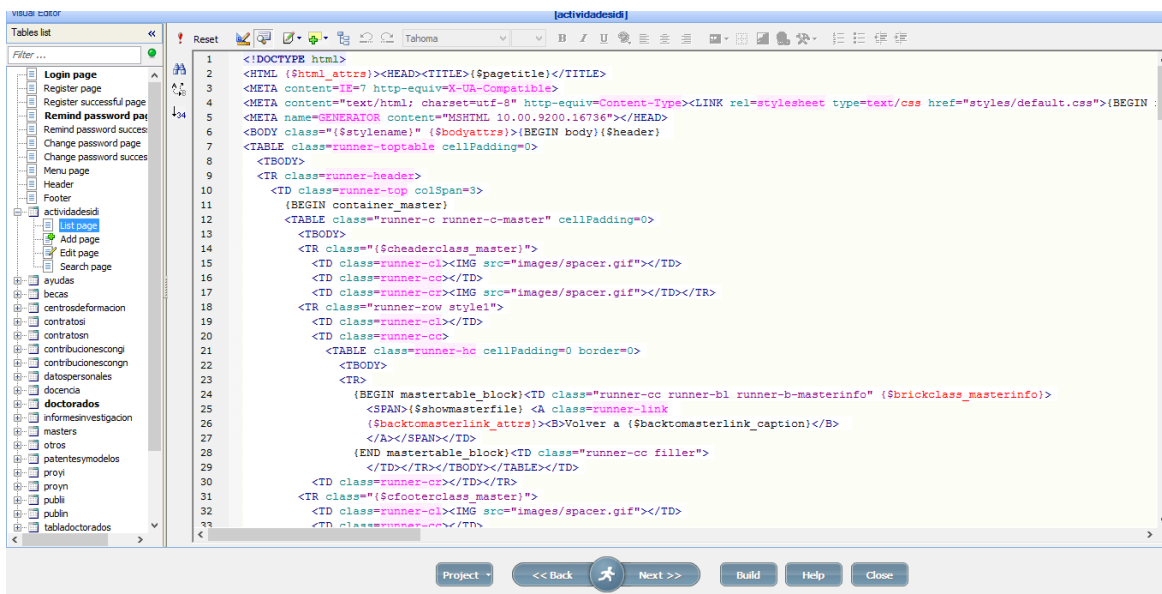 Visual Editor
[actividadesidi]
Tables list «
Filter ...
Login page
Register page
Register successful page
Remind password pag
Remind password succes
Change password page
Change password succes
Menu page
Header
Footer
actividadesidi
List page
Add page
Edit page
Search page
ayudas
becas
centrosdeformacion
contratosi
contratosn
contribucionescongi
contribucionescongn
datospersonales
docencia
doctorados
informesinvestigacion
masters
otros
patentesymodelos
proyi
proyn
publi
publin
tabladoctorados
Reset Tahoma B I U
1 <!DOCTYPE html>
2 <HTML {$html_attrs}><HEAD><TITLE>{$pagetitle}</TITLE>
3 <META content=IE=7 http-equiv=X-UA-Compatible>
4 <META content="text/html; charset=utf-8" http-equiv=Content-Type><LINK rel=stylesheet type=text/css href="styles/default.css">{BEGIN
5 <META name=GENERATOR content="MSHTML 10.00.9200.16736"></HEAD>
6 <BODY class="{$stylename}" {$bodyattrs}>{BEGIN body}{$header}
7 <TABLE class=runner-toptable cellPadding=0>
8 <TBODY>
9 <TR class=runner-header>
10 <TD class=runner-top colSpan=3>
11 {BEGIN container_master}
12 <TABLE class="runner-c runner-c-master" cellPadding=0>
13 <TBODY>
14 <TR class="{$cheaderclass_master}">
15 <TD class=runner-cl><IMG src="images/spacer.gif"></TD>
16 <TD class=runner-cc></TD>
17 <TD class=runner-cr><IMG src="images/spacer.gif"></TD></TR>
18 <TR class="runner-row style1">
19 <TD class=runner-cl></TD>
20 <TD class=runner-cc>
21 <TABLE class=runner-hc cellPadding=0 border=0>
22 <TBODY>
23 <TR>
24 {BEGIN mastertable_block}<TD class="runner-cc runner-bl runner-b-masterinfo" {$brickclass_masterinfo}>
25 <SPAN>{$showmasterfile} <A class=runner-link
26 {$backtomasterlink_attrs}><B>Volver a {$backtomasterlink_caption}</B>
27 </A></SPAN></TD>
28 {END mastertable_block}<TD class="runner-cc filler">
29 </TD></TR></TBODY></TABLE></TD>
30 <TD class=runner-cr></TD></TR>
31 <TR class="{$cfooterclass_master}">
32 <TD class=runner-cl><IMG src="images/spacer.gif"></TD>
33 <TD class=runner-cc></TD>
Project << Back Next >> Build Help Close